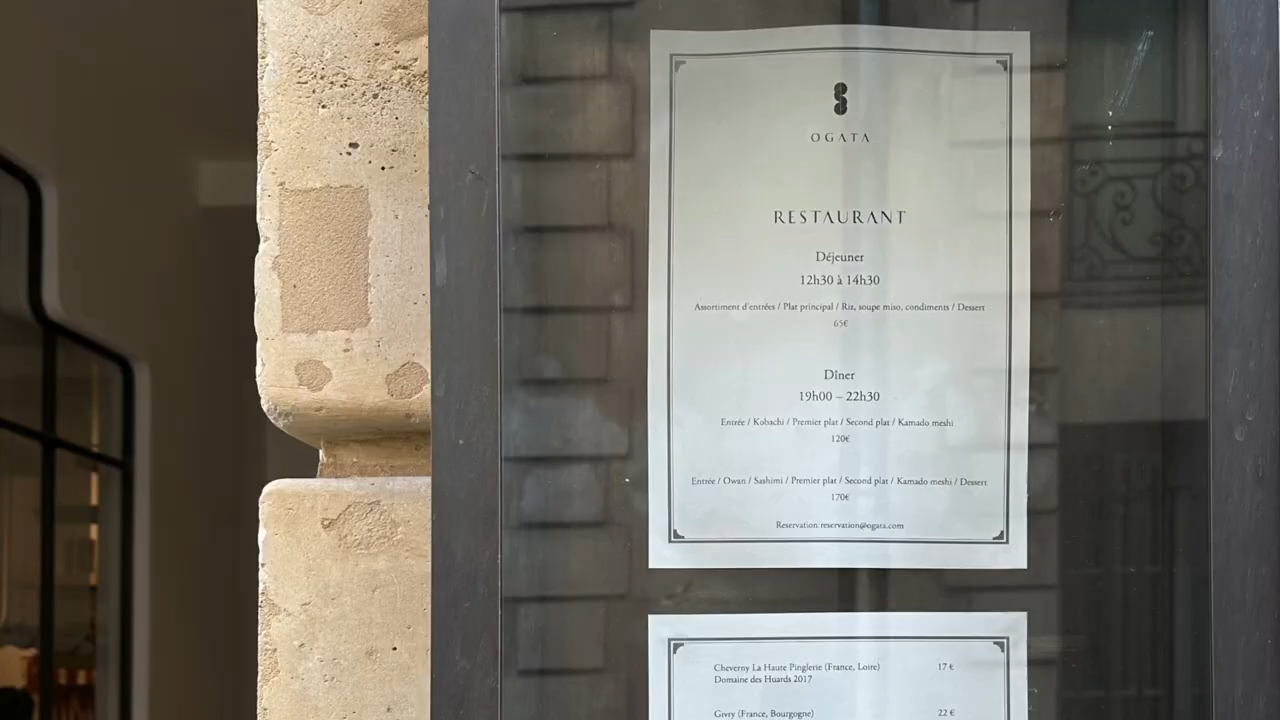 OGATA
RESTAURANT
Déjeuner
12h30 à 14h30
Assortiment d'entrées / Plat principal / Riz, soupe miso, condiments / Dessert
65€
Dîner
19h00 – 22h30
Entrée / Kobachi / Premier plat / Second plat / Kamado meshi
120€
Entrée / Owan / Sashimi / Premier plat / Second plat / Kamado meshi / Dessert
170€
Reservation reservation@ogata.com
Cheverny La Haute Pinglerie (France, Loire) 17 €
Domaine des Huards 2017
Givry (France, Bourgogne) 22 €